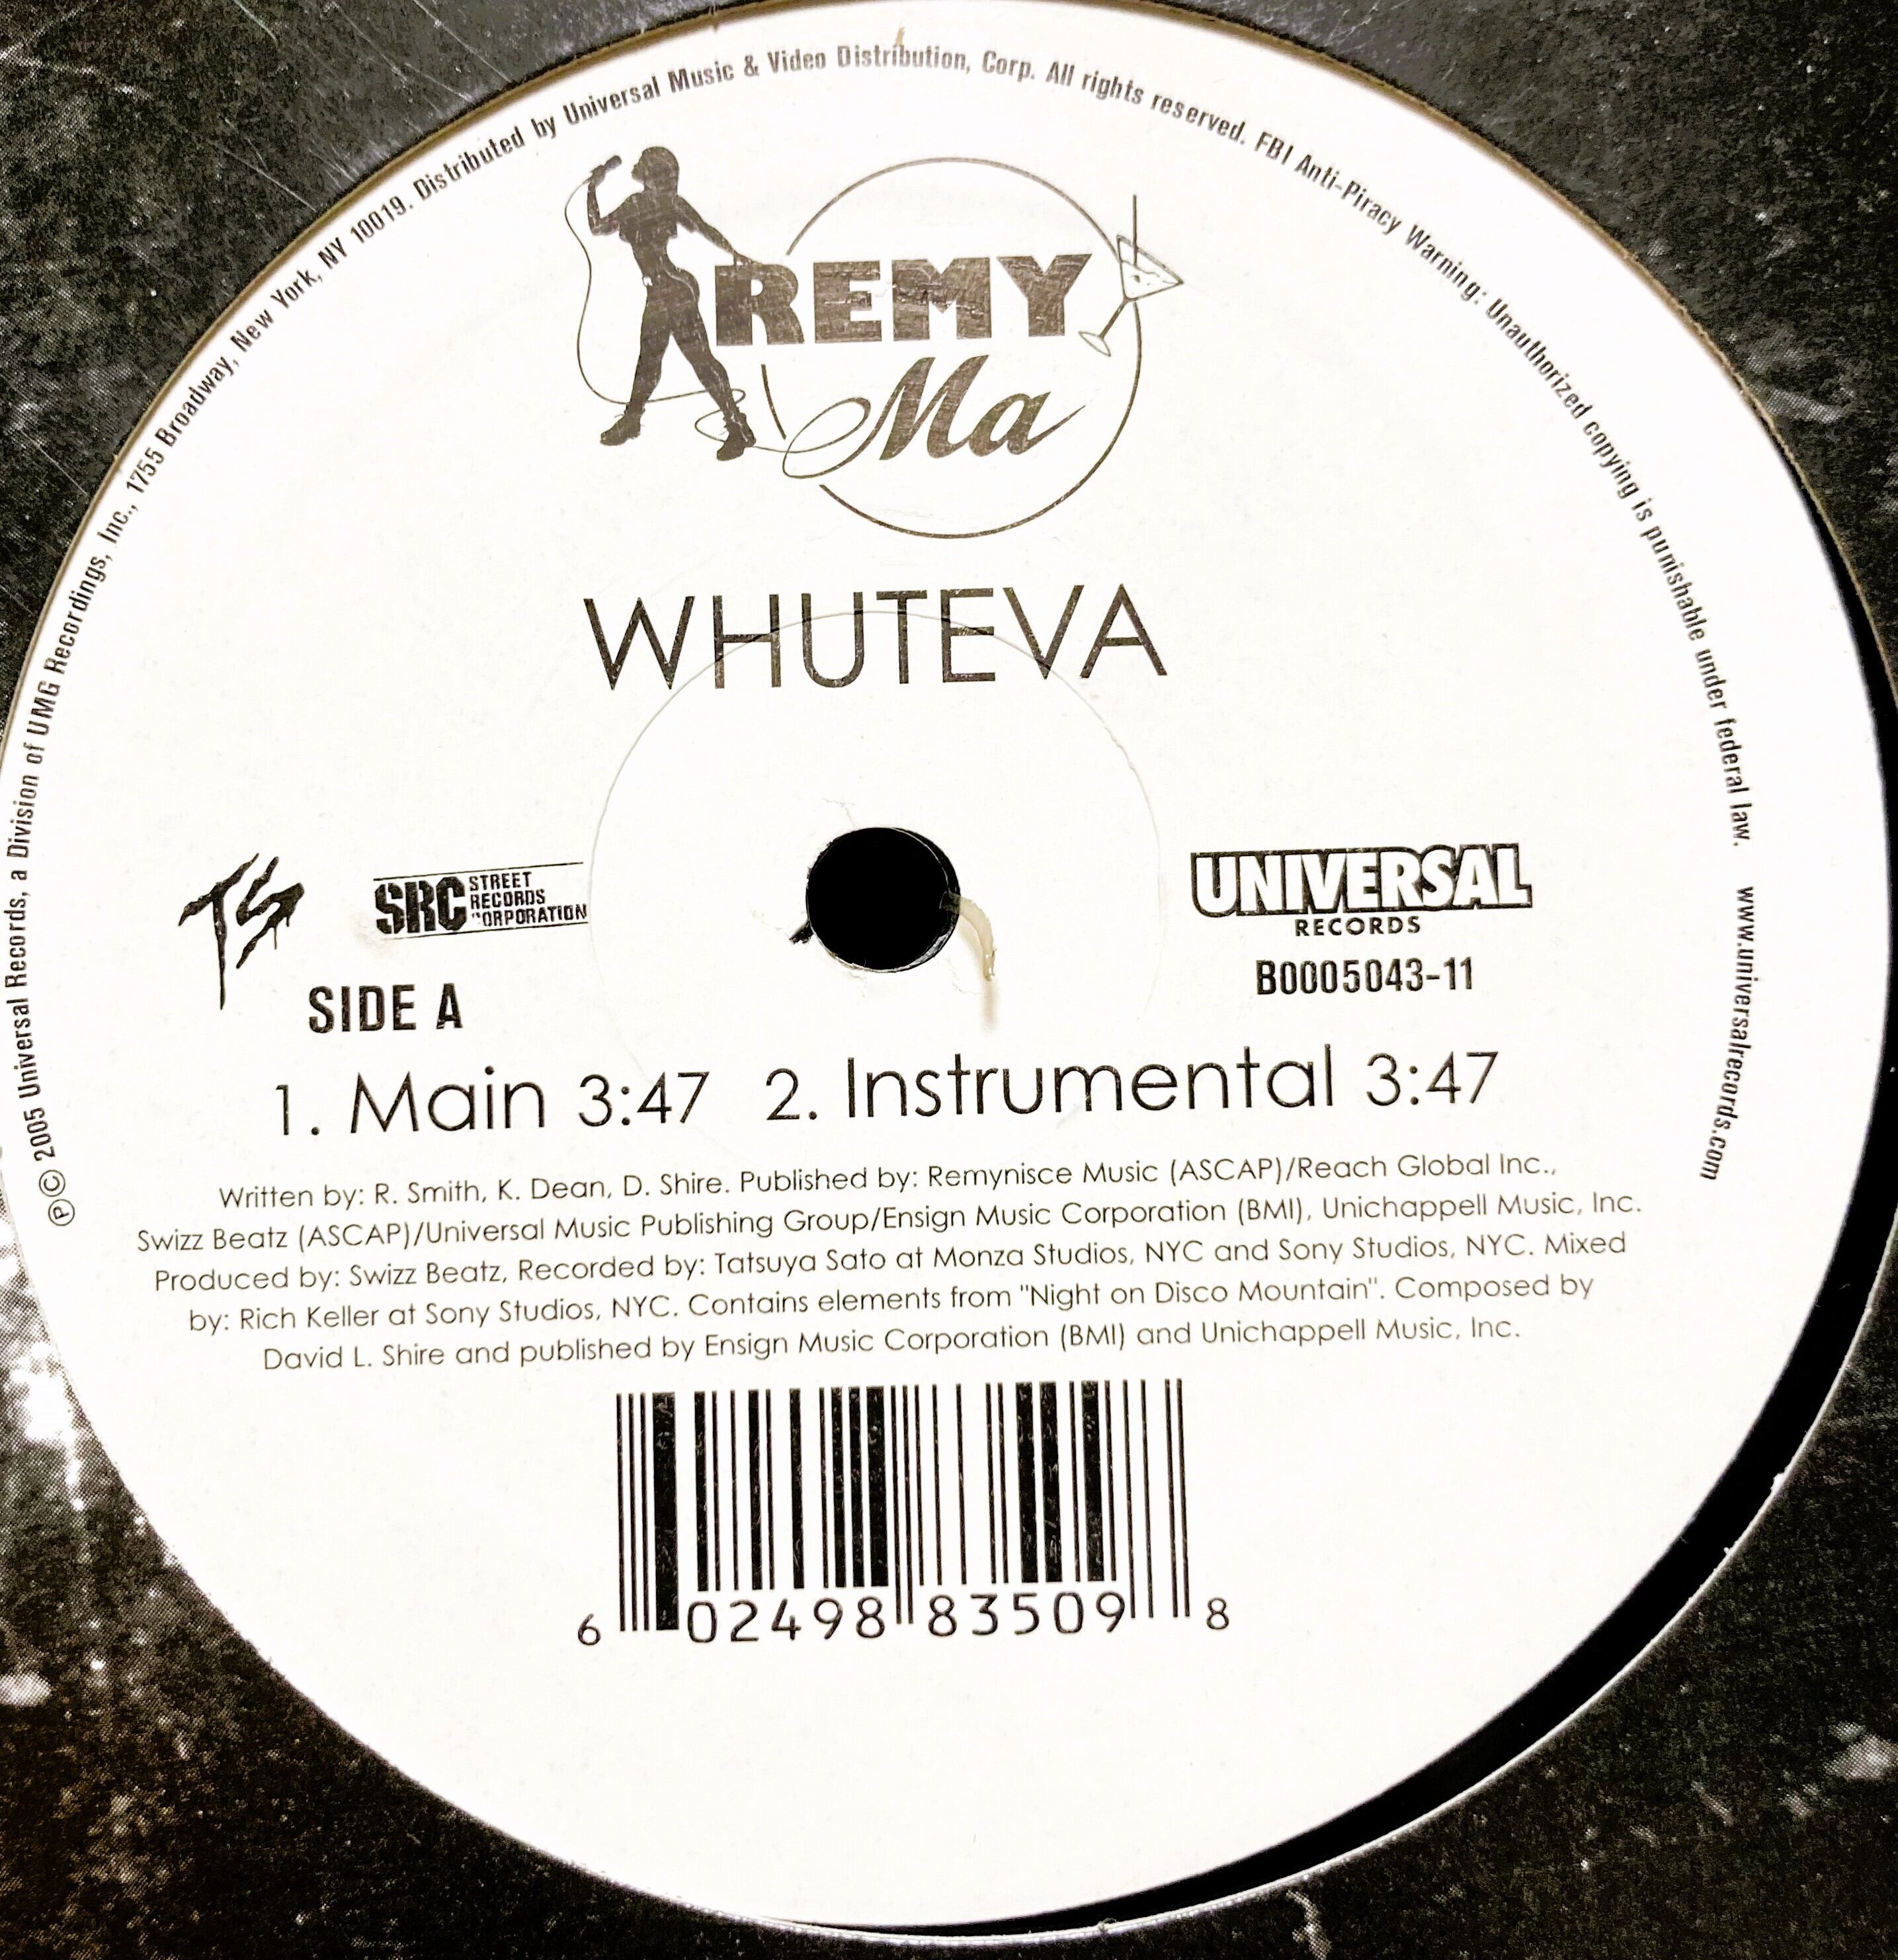 ℗© 2005 Universal Records, a Division of UMG Recordings, Inc., 1755 Broadway, New York, NY 10019. Distributed by Universal Music & Video Distribution, Corp. All rights reserved. FBI Anti-Piracy Warning: Unauthorized copying is punishable under federal law. www.universalrecords.com
REMY
Ma
WHUTEVA
TS
SRC STREET
RECORDS
CORPORATION
UNIVERSAL
RECORDS
B0005043-11
SIDE A
1. Main 3:47 2. Instrumental 3:47
Written by: R. Smith, K. Dean, D. Shire. Published by: Remynisce Music (ASCAP)/Reach Global Inc.,
Swizz Beatz (ASCAP)/Universal Music Publishing Group/Ensign Music Corporation (BMI), Unichappell Music, Inc.
Produced by: Swizz Beatz, Recorded by: Tatsuya Sato at Monza Studios, NYC and Sony Studios, NYC. Mixed
by: Rich Keller at Sony Studios, NYC. Contains elements from "Night on Disco Mountain". Composed by
David L. Shire and published by Ensign Music Corporation (BMI) and Unichappell Music, Inc.
6 02498 83509 8